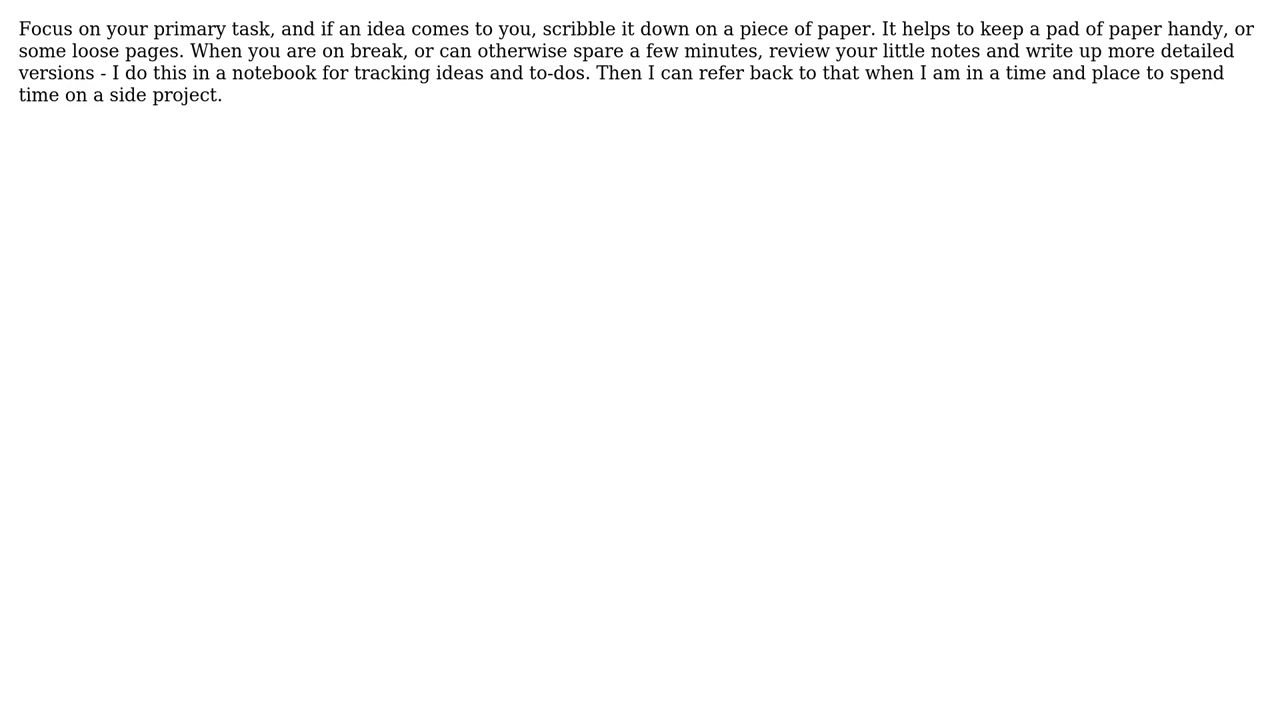 Focus on your primary task, and if an idea comes to you, scribble it down on a piece of paper. It helps to keep a pad of paper handy, or
some loose pages. When you are on break, or can otherwise spare a few minutes, review your little notes and write up more detailed
versions - I do this in a notebook for tracking ideas and to-dos. Then I can refer back to that when I am in a time and place to spend
time on a side project.